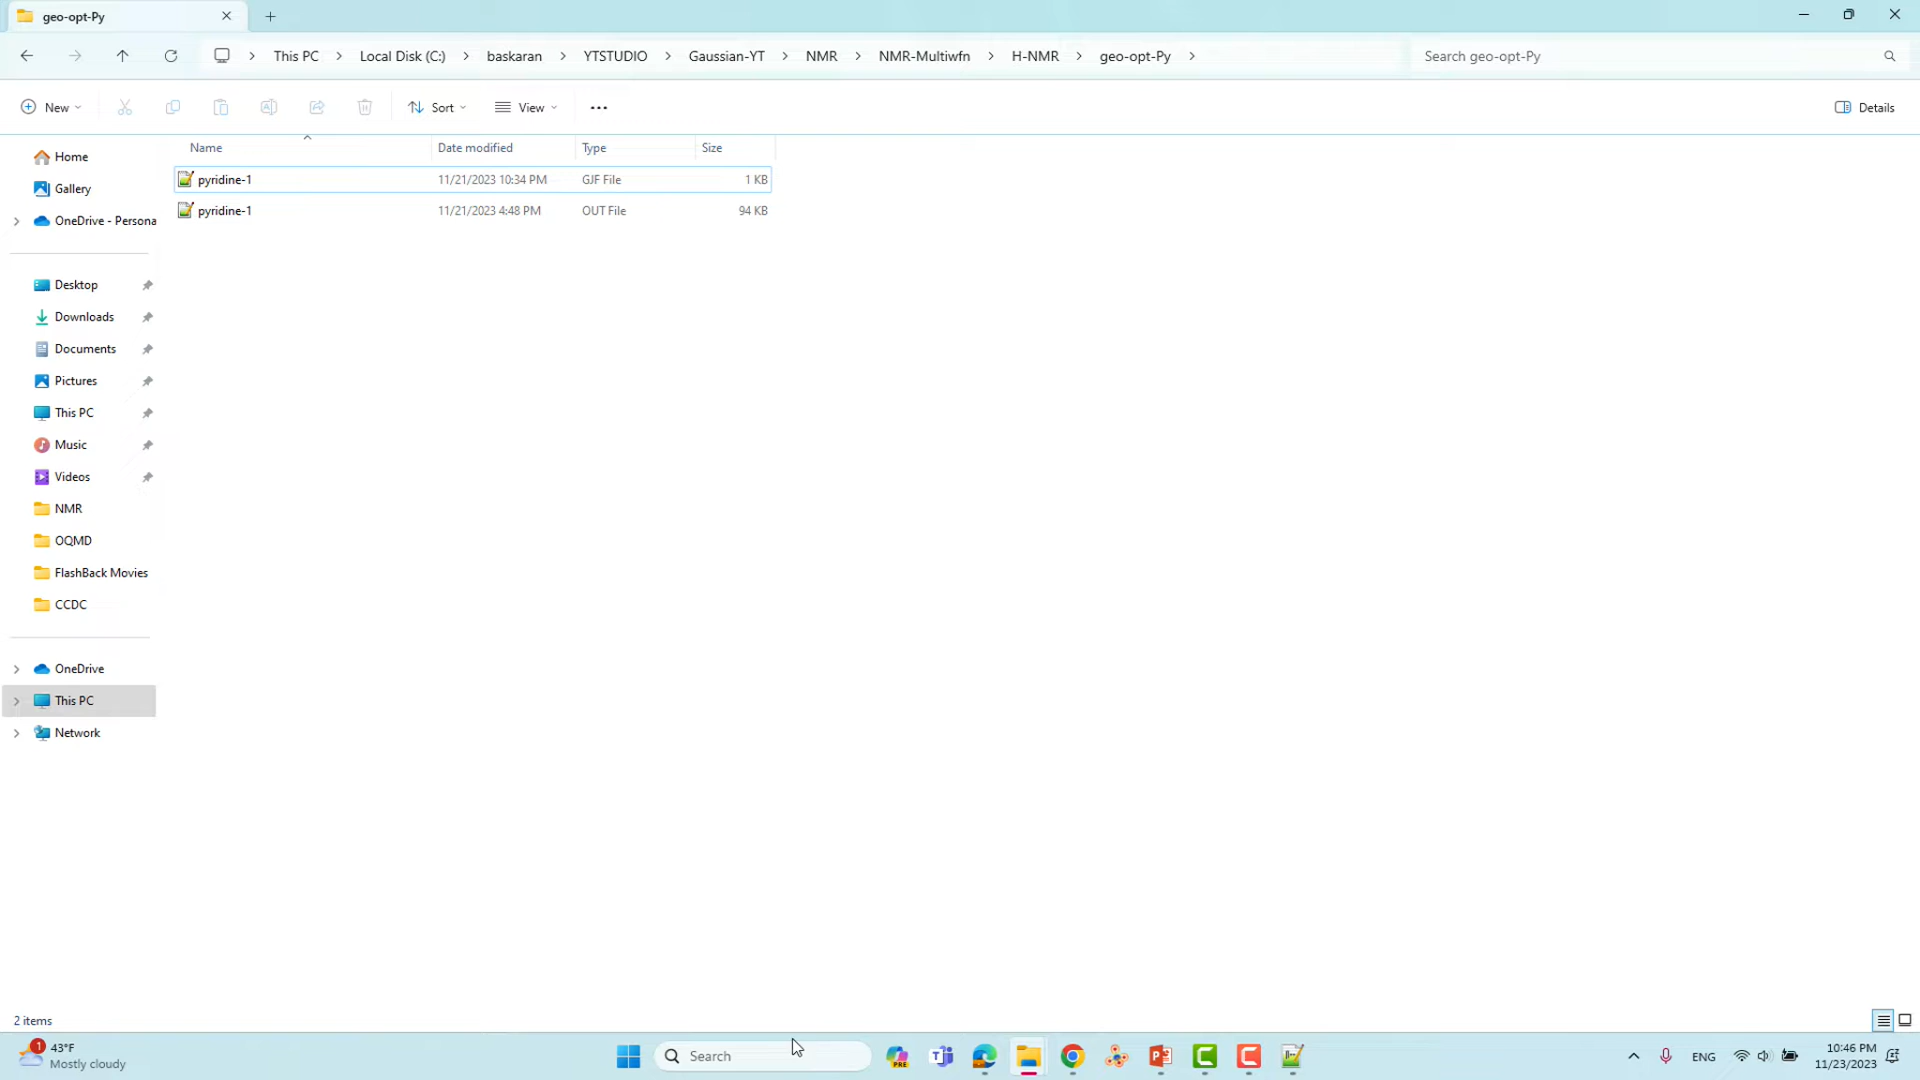 geo-opt-Py
This PC > Local Disk (C:) > baskaran > YTSTUDIO > Gaussian-YT > NMR > NMR-Multiwfn > H-NMR > geo-opt-Py >
Search geo-opt-Py
New
Sort
View
Details
Name Date modified Type Size
pyridine-1 11/21/2023 10:34 PM GJF File 1 KB
pyridine-1 11/21/2023 4:48 PM OUT File 94 KB
Home
Gallery
OneDrive - Persona
Desktop
Downloads
Documents
Pictures
This PC
Music
Videos
NMR
OQMD
FlashBack Movies
CCDC
OneDrive
This PC
Network
2 items
1
43°F
Mostly cloudy
Search
PRE
ENG
10:46 PM
11/23/2023